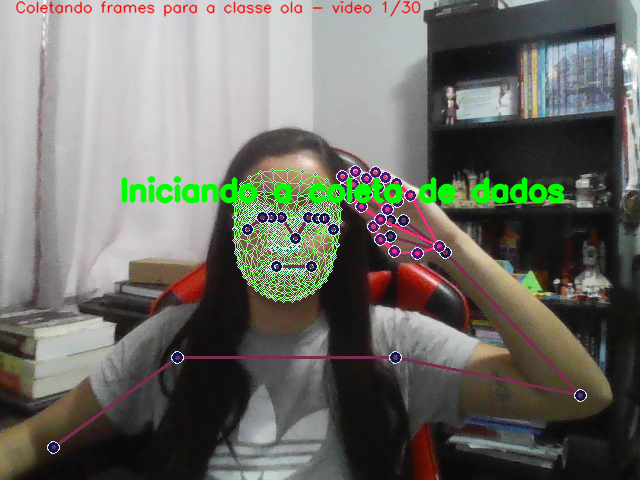 Coletando frames para a classe ola - video 1/30
Iniciando a coleta de dados